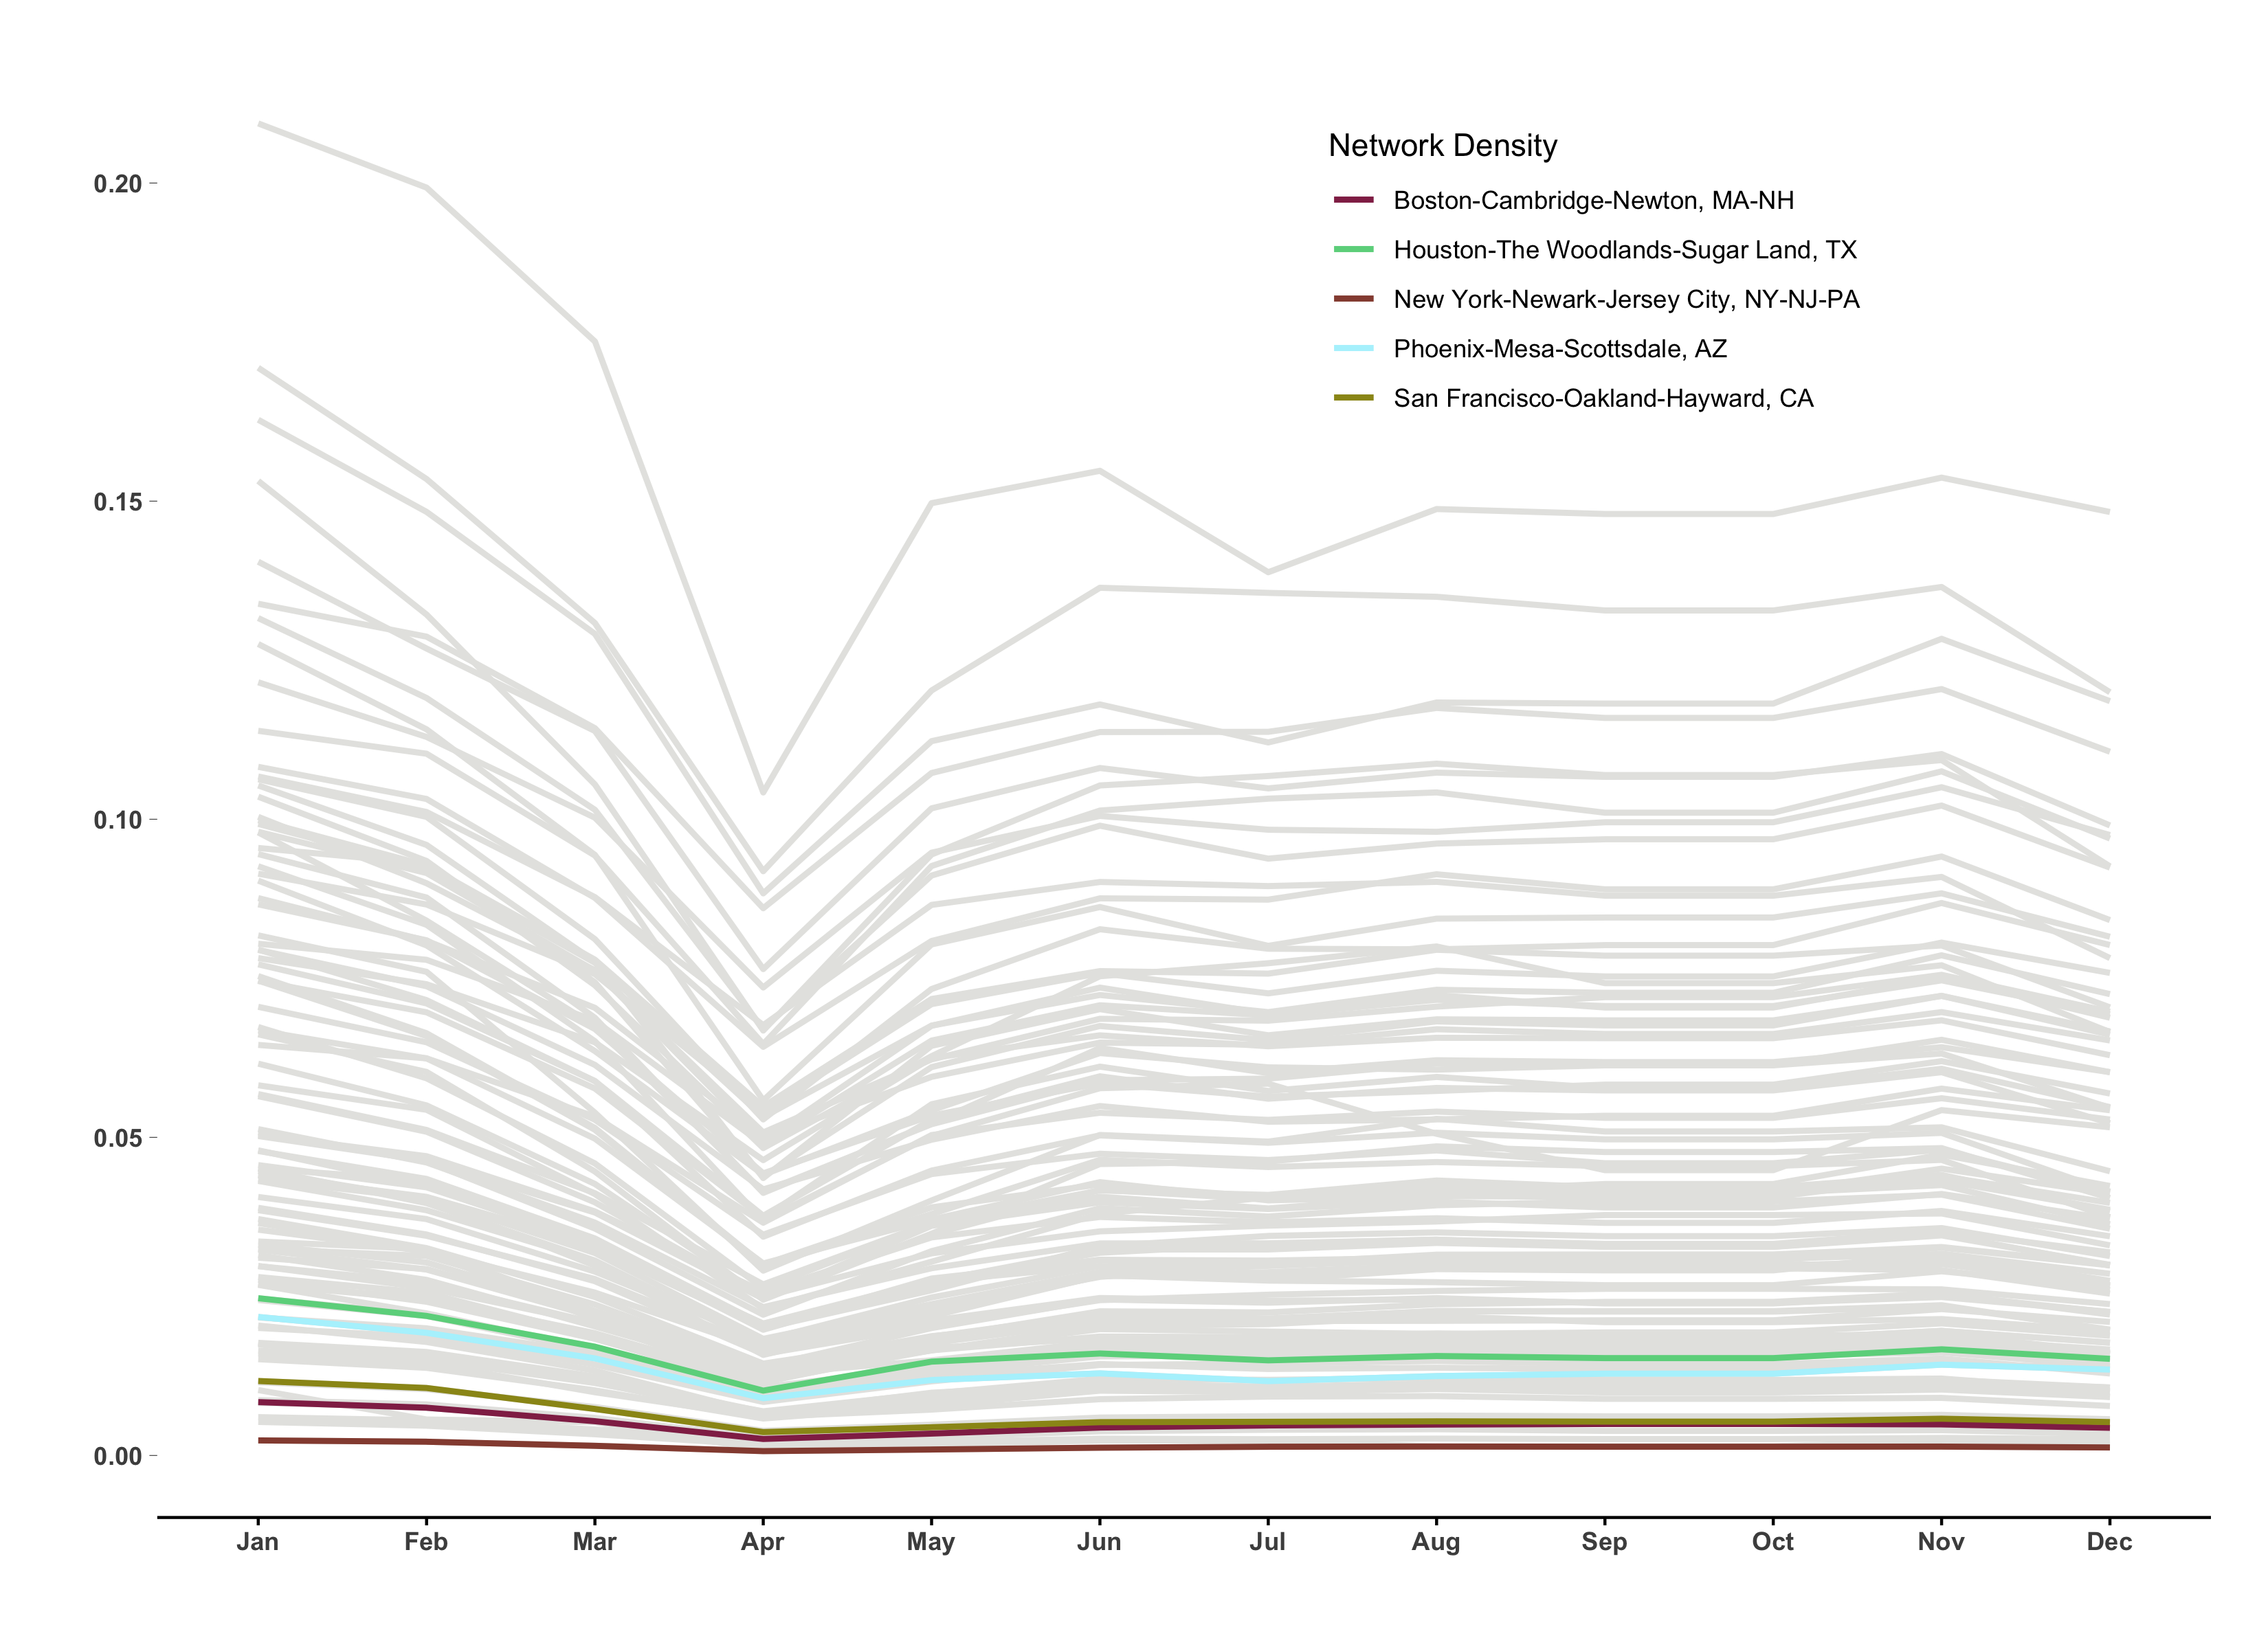 Network Density
Boston-Cambridge-Newton, MA-NH
Houston-The Woodlands-Sugar Land, TX
New York-Newark-Jersey City, NY-NJ-PA
Phoenix-Mesa-Scottsdale, AZ
San Francisco-Oakland-Hayward, CA
0.20
0.15
0.10
0.05
0.00
Jan Feb Mar Apr May Jun Jul Aug Sep Oct Nov Dec